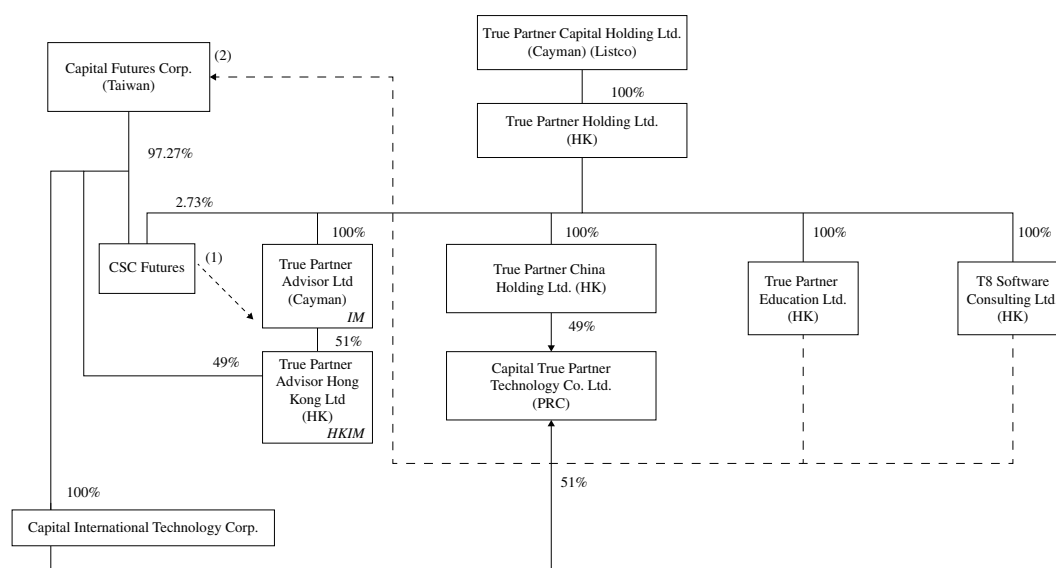 True Partner Capital Holding Ltd.
(Cayman) (Listco)
(2)
Capital Futures Corp.
(Taiwan)
100%
True Partner Holding Ltd.
(HK)
97.27%
2.73%
100%
100%
100%
100%
CSC Futures
(1)
True Partner
Advisor Ltd
(Cayman)
IM
True Partner China
Holding Ltd. (HK)
True Partner
Education Ltd.
(HK)
T8 Software
Consulting Ltd
(HK)
51%
49%
49%
True Partner
Advisor Hong
Kong Ltd
(HK)
HKIM
Capital True Partner
Technology Co. Ltd.
(PRC)
100%
51%
Capital International Technology Corp.